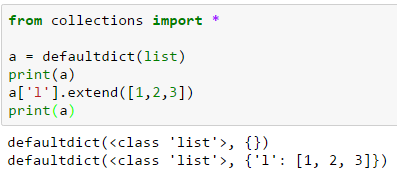 from collections import *
a = defaultdict(list)
print(a)
a['l'].extend([1,2,3])
print(a)
defaultdict(<class 'list'>, {})
defaultdict(<class 'list'>, {'l': [1, 2, 3]})